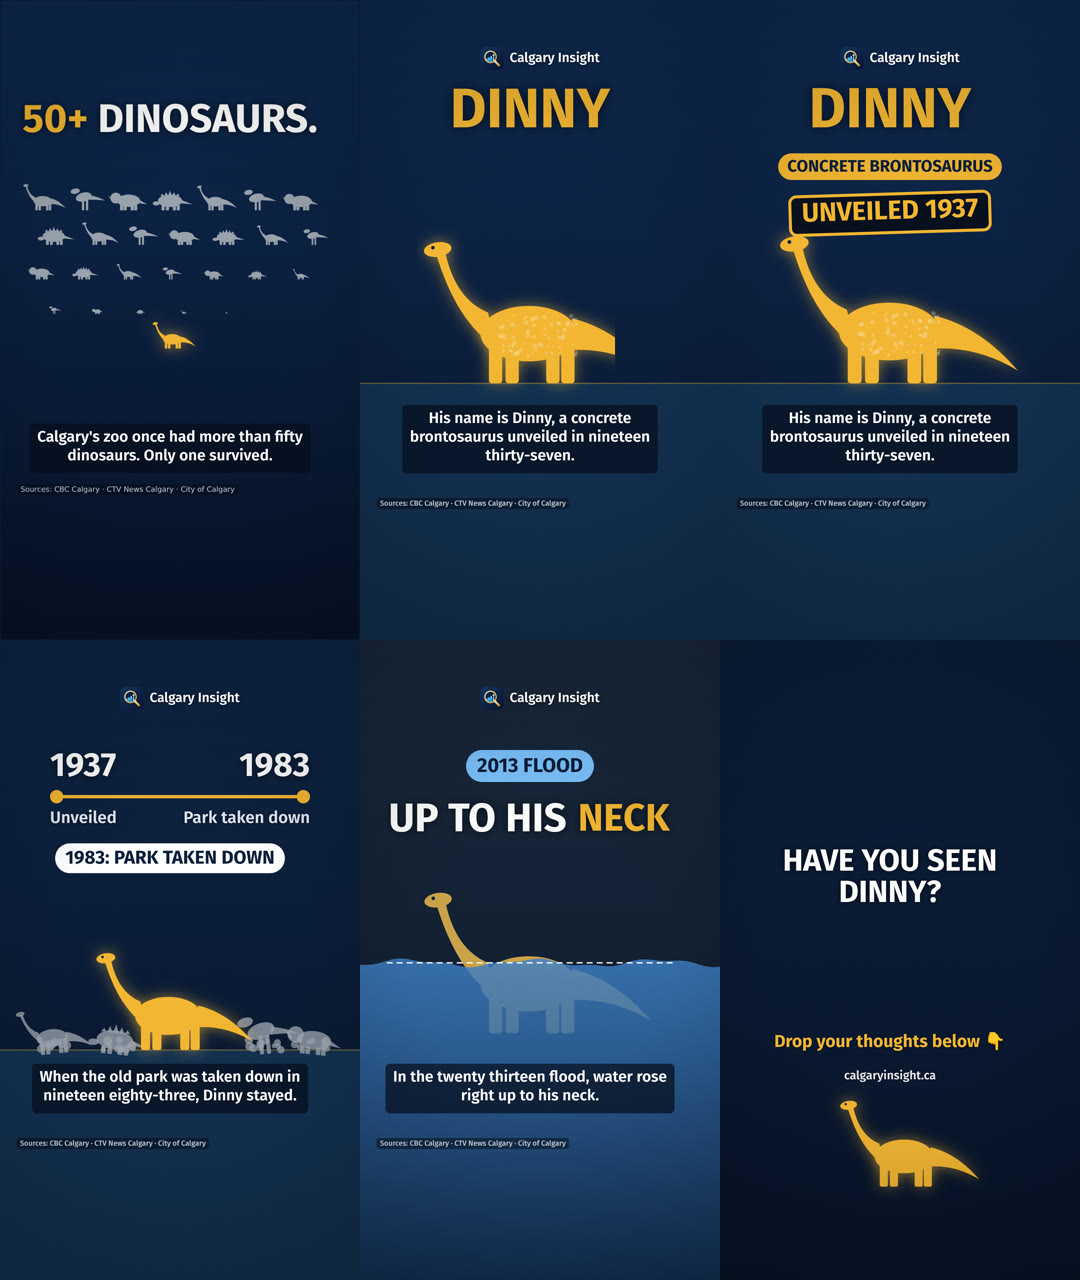 50+ DINOSAURS.
Calgary's zoo once had more than fifty
dinosaurs. Only one survived.
Sources: CBC Calgary · CTV News Calgary · City of Calgary
Calgary Insight
DINNY
His name is Dinny, a concrete
brontosaurus unveiled in nineteen
thirty-seven.
Sources: CBC Calgary · CTV News Calgary · City of Calgary
Calgary Insight
DINNY
CONCRETE BRONTOSAURUS
UNVEILED 1937
His name is Dinny, a concrete
brontosaurus unveiled in nineteen
thirty-seven.
Sources: CBC Calgary · CTV News Calgary · City of Calgary
Calgary Insight
1937 1983
Unveiled Park taken down
1983: PARK TAKEN DOWN
When the old park was taken down in
nineteen eighty-three, Dinny stayed.
Sources: CBC Calgary · CTV News Calgary · City of Calgary
Calgary Insight
2013 FLOOD
UP TO HIS NECK
In the twenty thirteen flood, water rose
right up to his neck.
Sources: CBC Calgary · CTV News Calgary · City of Calgary
HAVE YOU SEEN
DINNY?
Drop your thoughts below 👇
calgaryinsight.ca